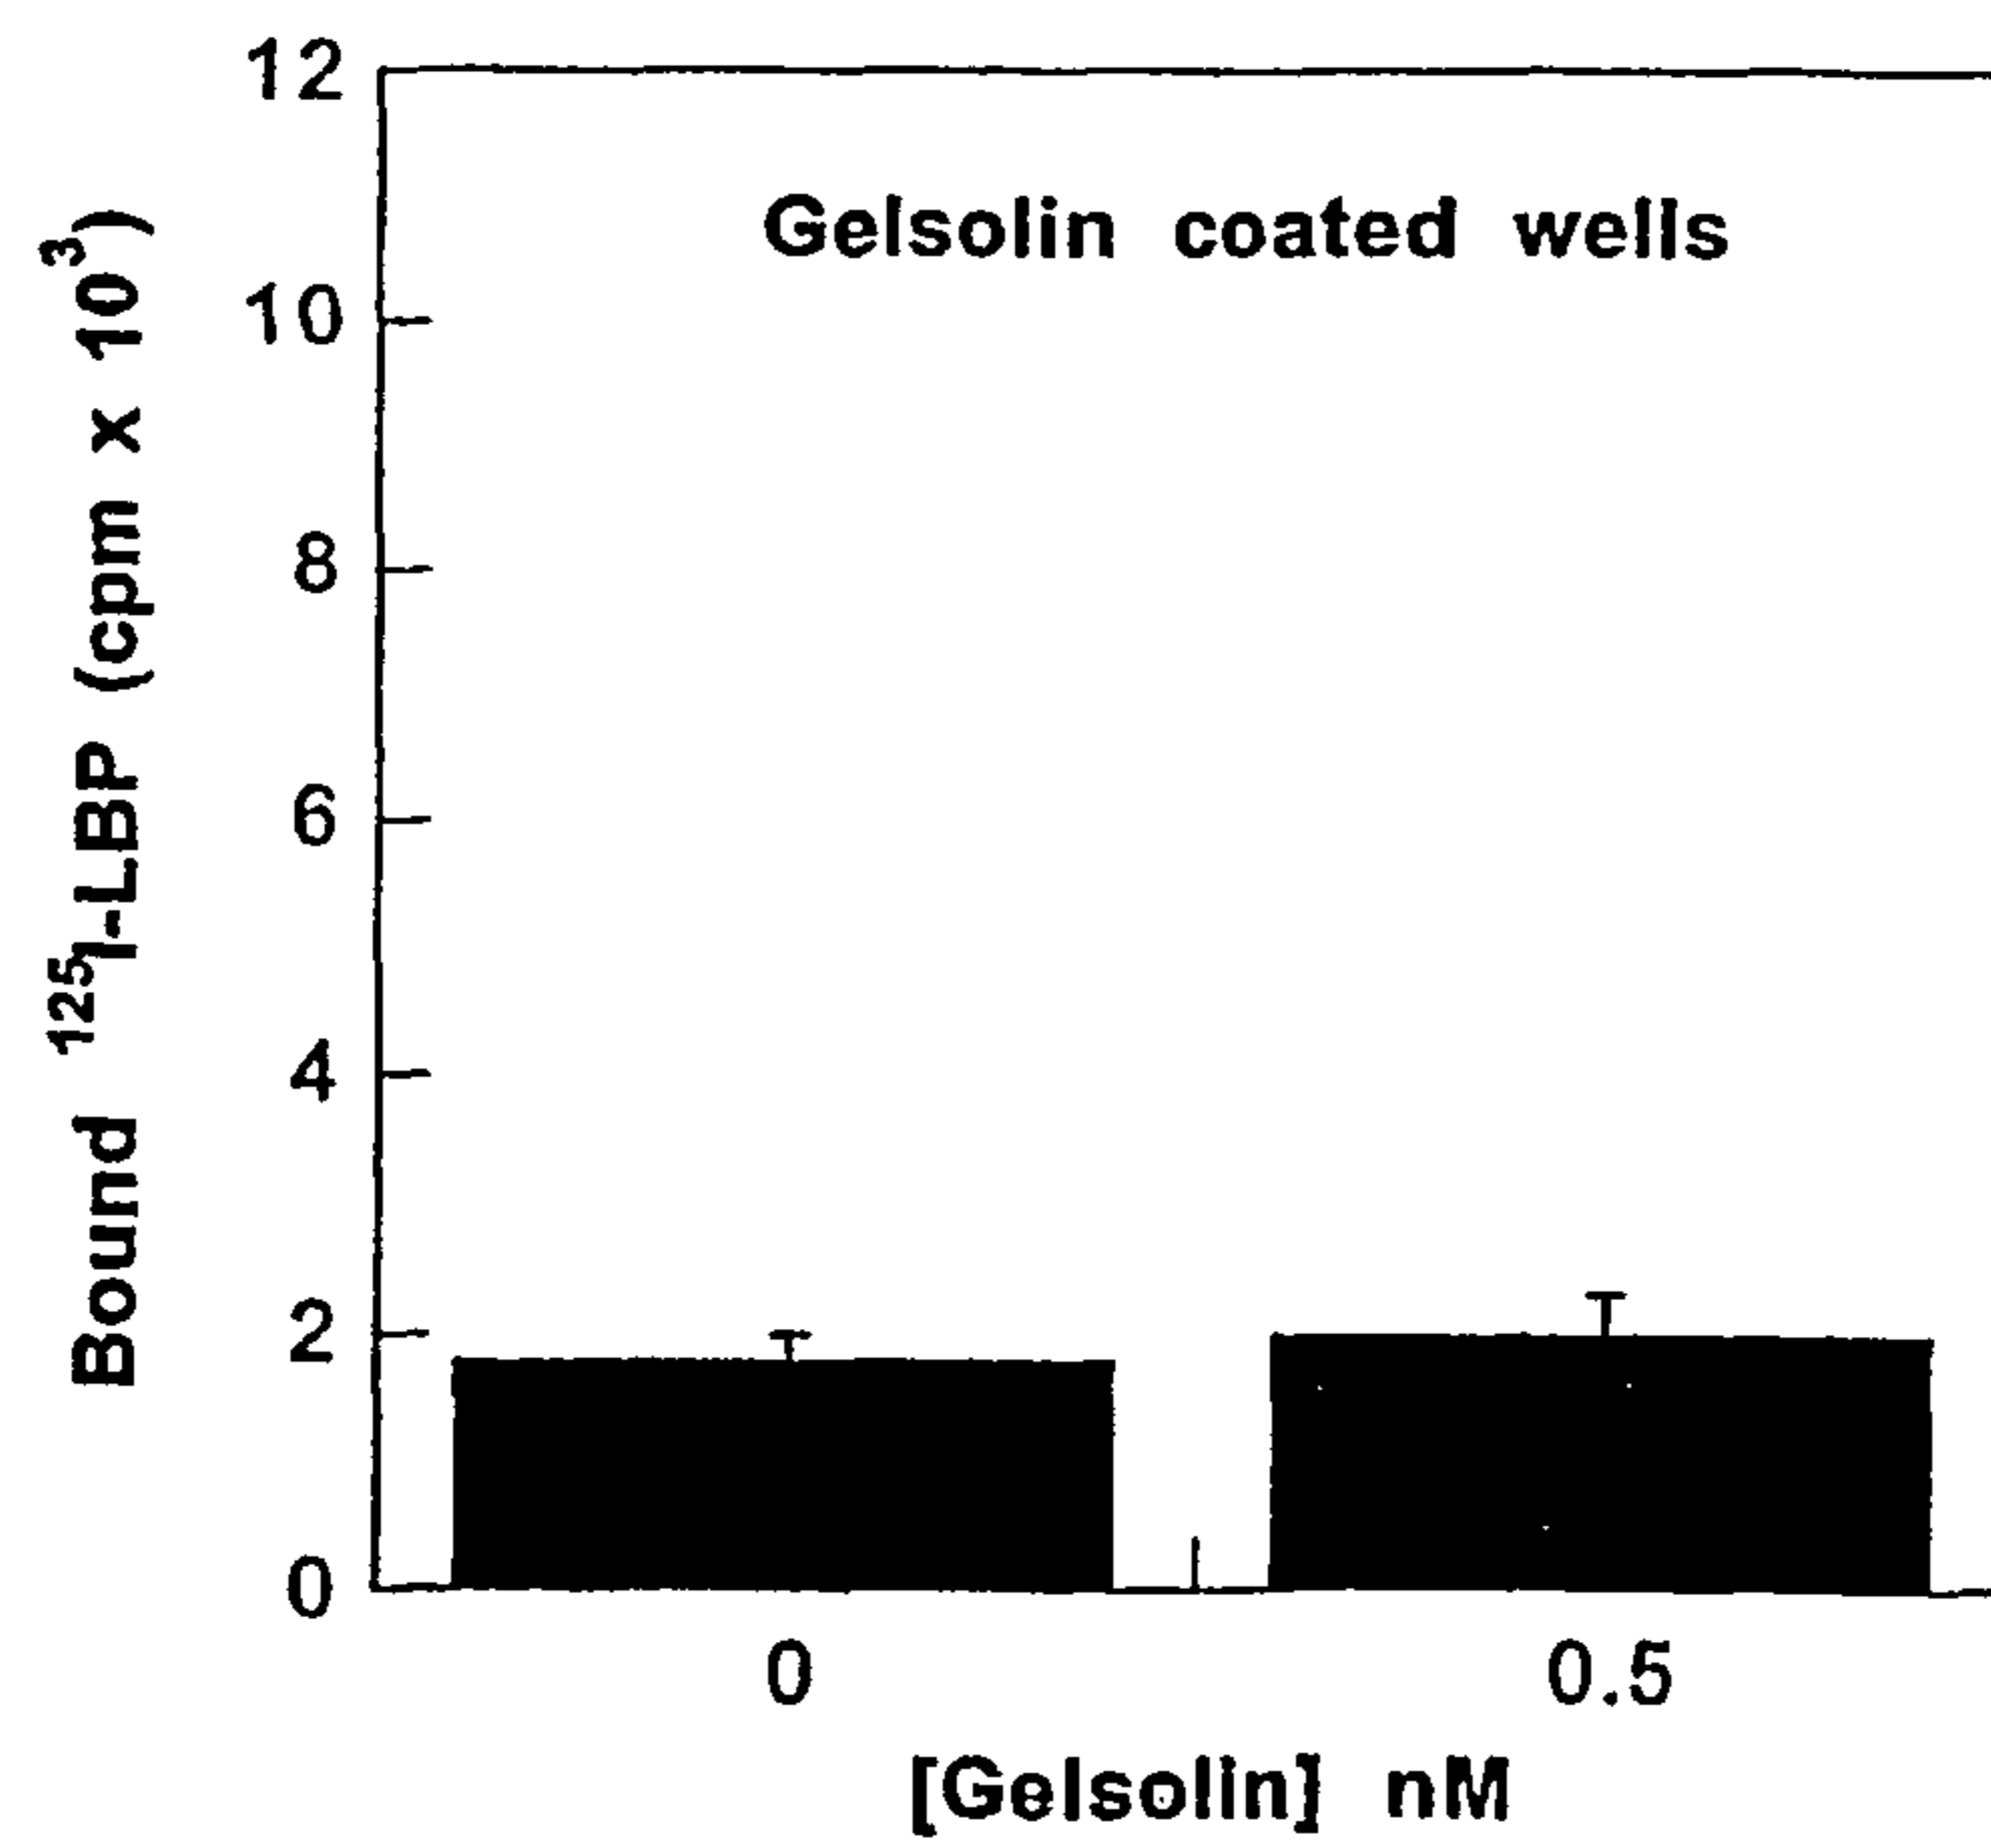 12
Gelsolin coated wells
10
8
6
4
2
0
Bound ¹²⁵I-LBP (cpm x 10³)
0 0.5
[Gelsolin] nM